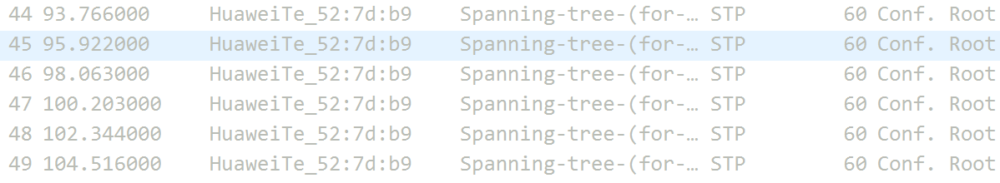 44 93.766000 HuaweiTe_52:7d:b9 Spanning-tree-(for-… STP 60 Conf. Root
45 95.922000 HuaweiTe_52:7d:b9 Spanning-tree-(for-… STP 60 Conf. Root
46 98.063000 HuaweiTe_52:7d:b9 Spanning-tree-(for-… STP 60 Conf. Root
47 100.203000 HuaweiTe_52:7d:b9 Spanning-tree-(for-… STP 60 Conf. Root
48 102.344000 HuaweiTe_52:7d:b9 Spanning-tree-(for-… STP 60 Conf. Root
49 104.516000 HuaweiTe_52:7d:b9 Spanning-tree-(for-… STP 60 Conf. Root